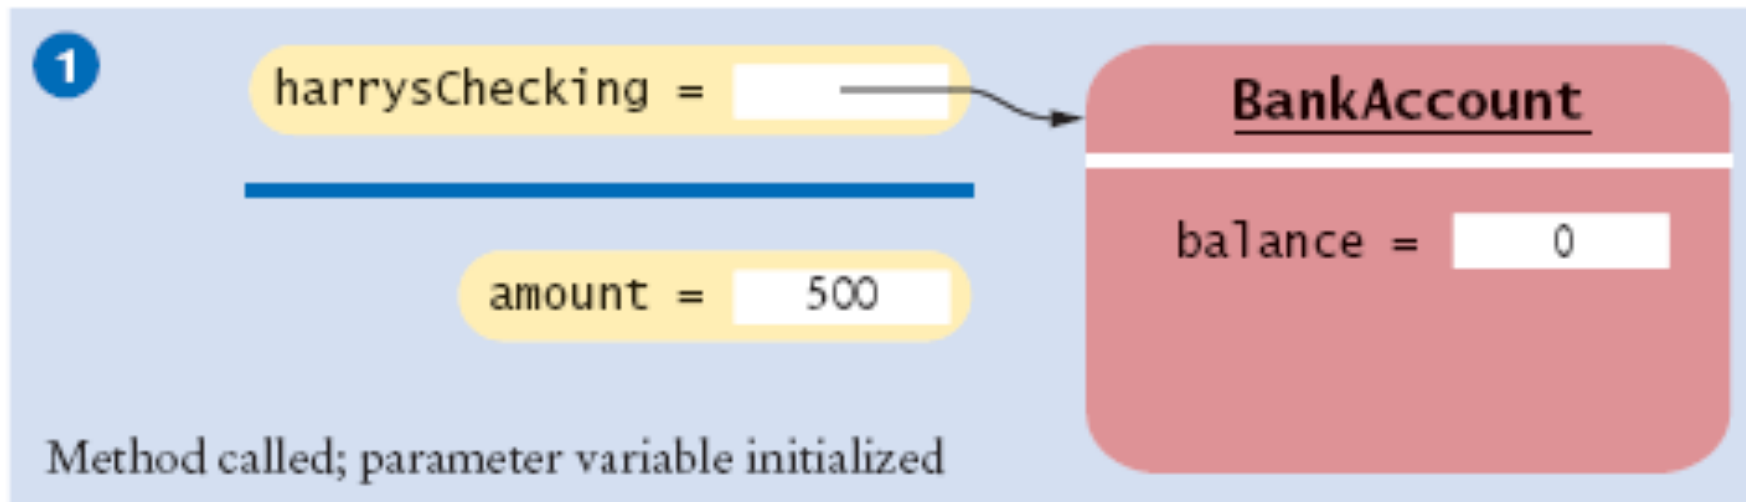 1
harrysChecking =
BankAccount
balance = 0
amount = 500
Method called; parameter variable initialized